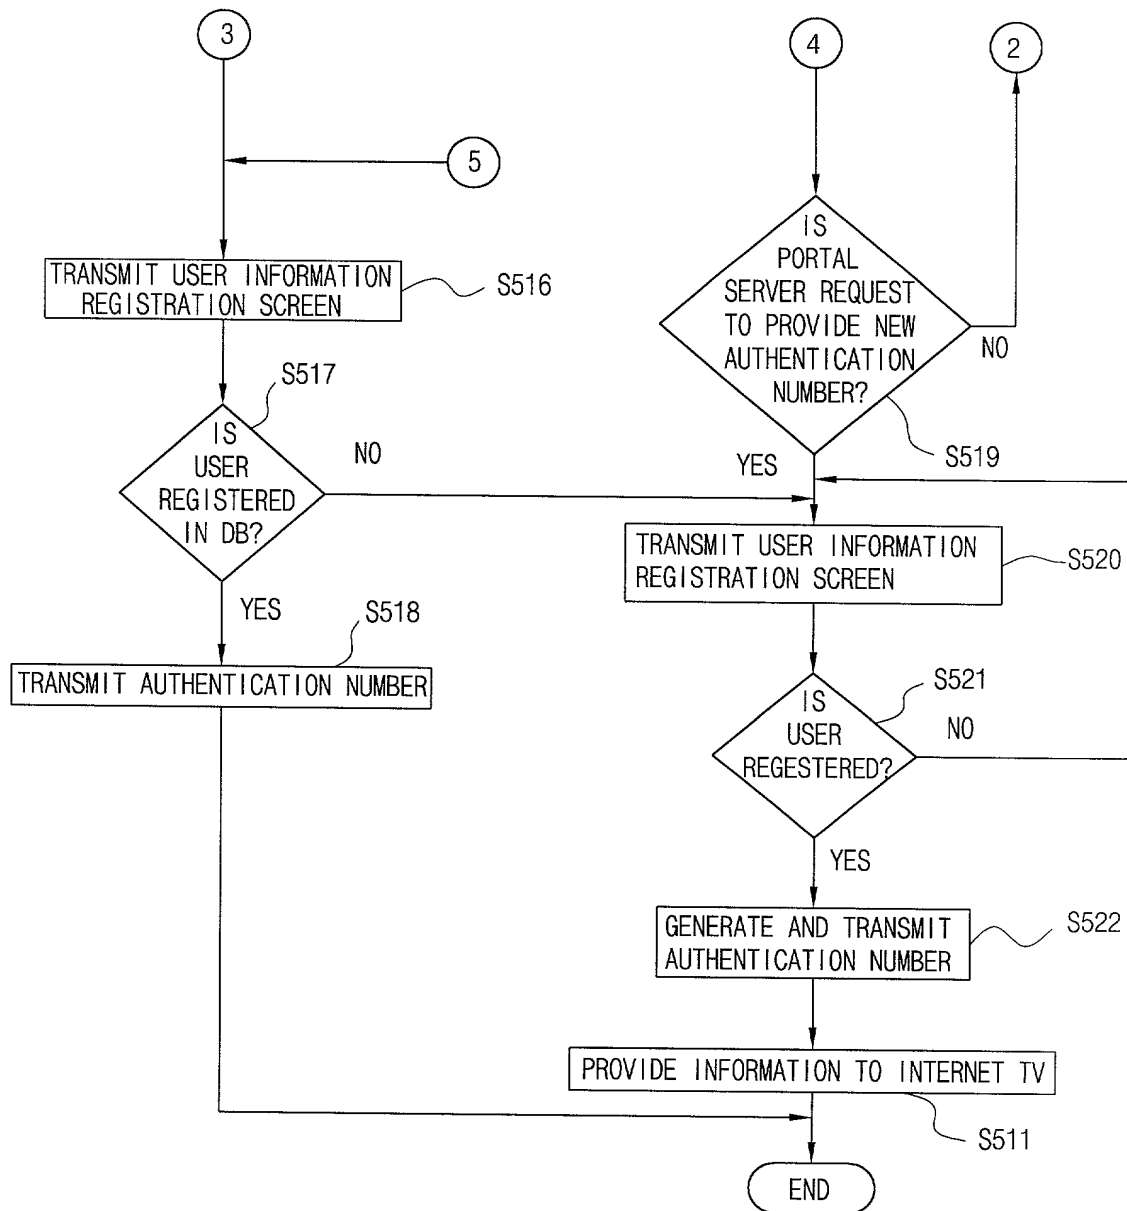 3
4
2
5
TRANSMIT USER INFORMATION
REGISTRATION SCREEN
S516
S517
IS
USER
REGISTERED
IN DB?
NO
YES
S518
TRANSMIT AUTHENTICATION NUMBER
IS
PORTAL
SERVER REQUEST
TO PROVIDE NEW
AUTHENTICATION
NUMBER?
NO
S519
YES
TRANSMIT USER INFORMATION
REGISTRATION SCREEN
S520
S521
IS
USER
REGESTERED?
NO
YES
GENERATE AND TRANSMIT
AUTHENTICATION NUMBER
S522
PROVIDE INFORMATION TO INTERNET TV
S511
END